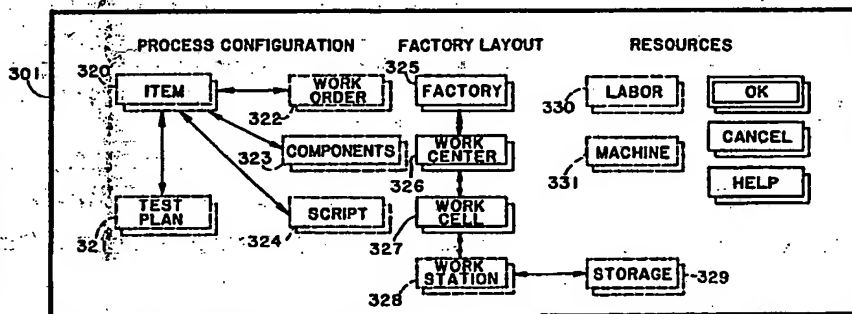 PROCESS CONFIGURATION FACTORY LAYOUT RESOURCES
301
320
ITEM
WORK
ORDER
322
325
FACTORY
330
LABOR
OK
323
COMPONENTS
WORK
CENTER
326
331
MACHINE
CANCEL
HELP
TEST
PLAN
321
SCRIPT
324
WORK
CELL
327
WORK
STATION
328
STORAGE
329